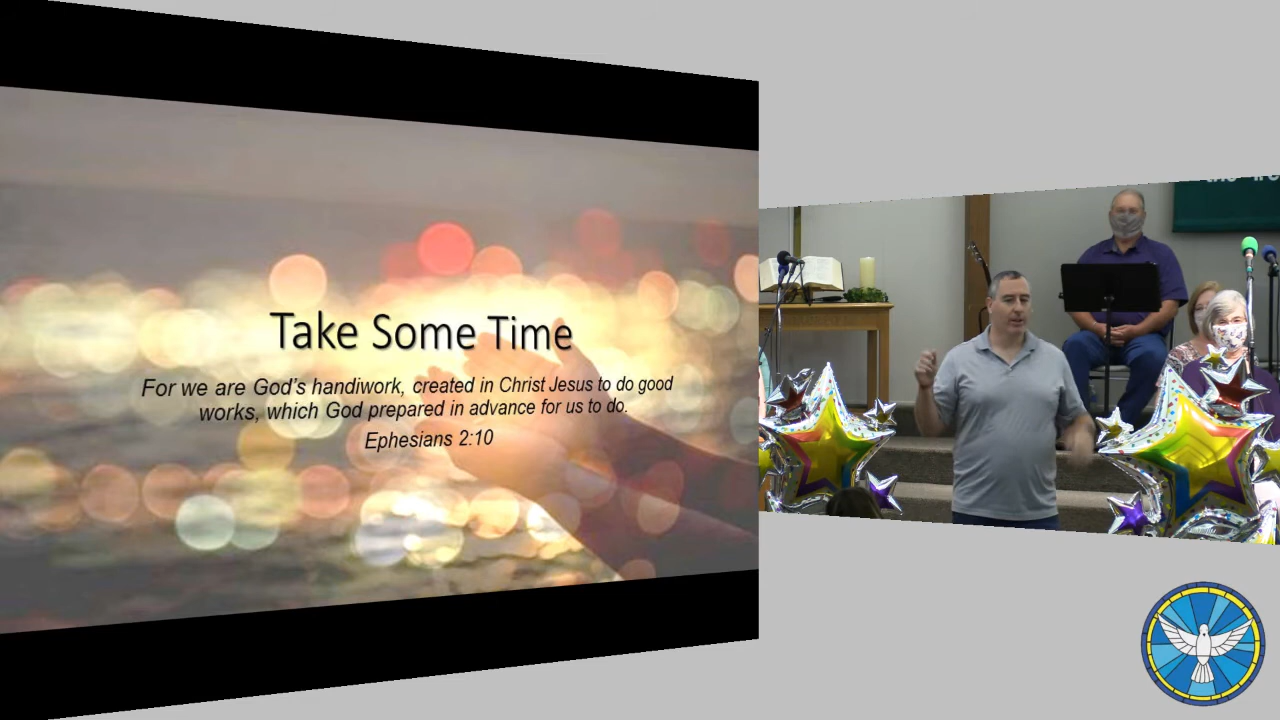 Take Some Time
For we are God's handiwork, created in Christ Jesus to do good
works, which God prepared in advance for us to do.
Ephesians 2:10